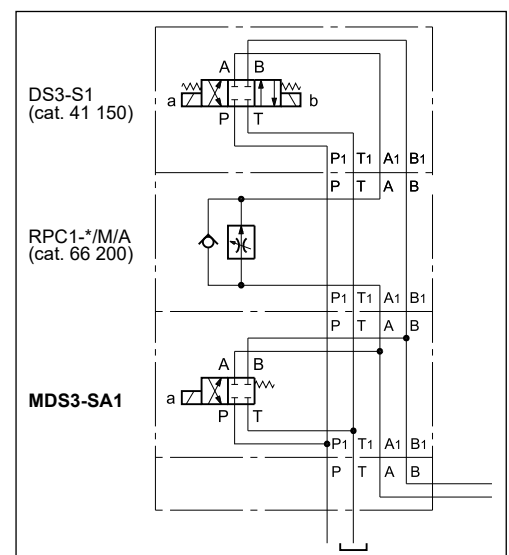 A B
DS3-S1
(cat. 41 150)
a b
P T
P1 T1 A1 B1
P T A B
RPC1-*/M/A
(cat. 66 200)
P1 T1 A1 B1
P T A B
A B
MDS3-SA1
a
P T
P1 T1 A1 B1
P T A B